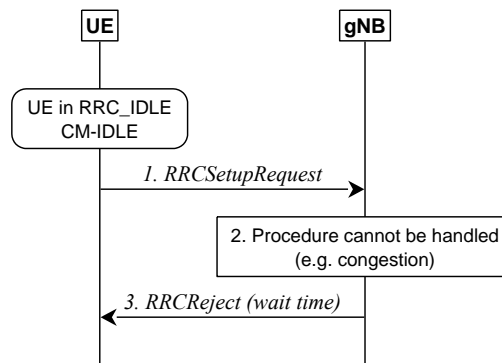 UE
gNB
UE in RRC_IDLE
CM-IDLE
1. RRCSetupRequest
2. Procedure cannot be handled
(e.g. congestion)
3. RRCReject (wait time)